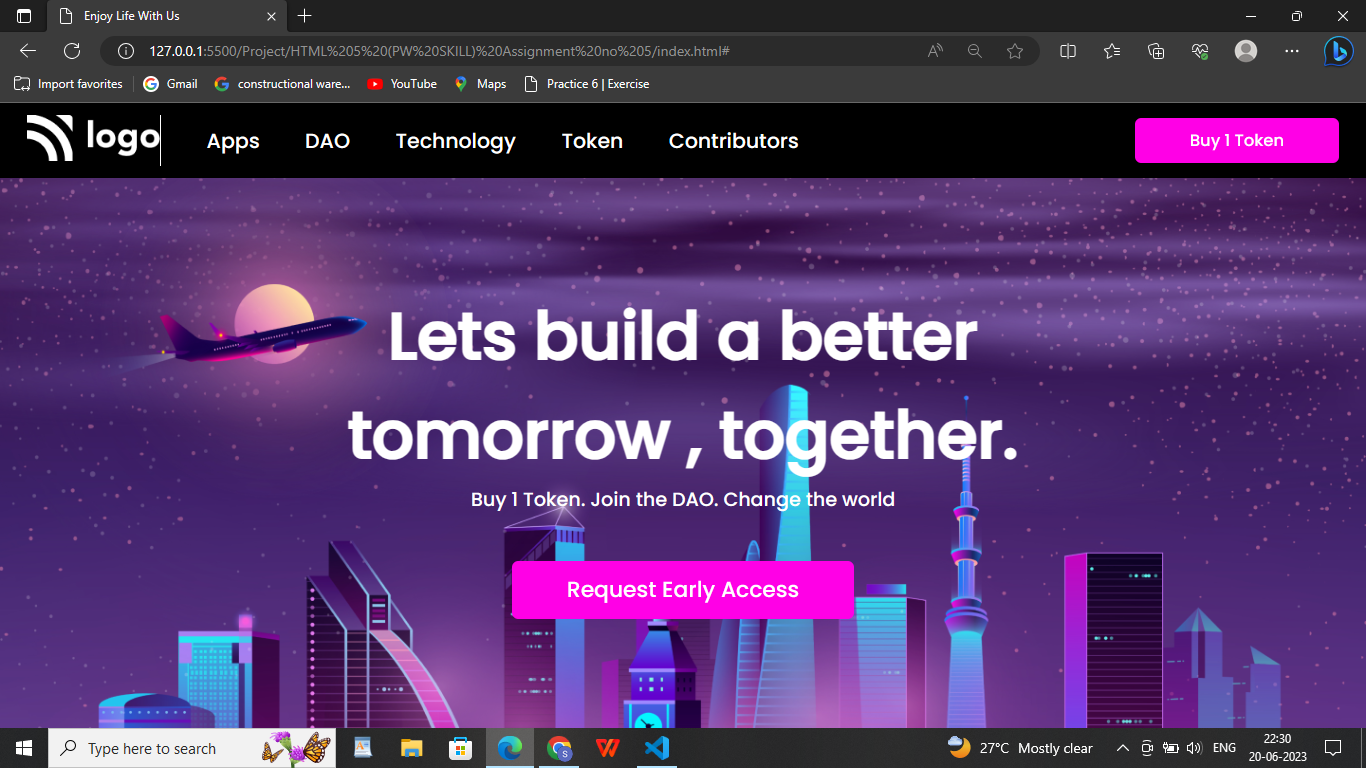 Enjoy Life With Us
127.0.0.1:5500/Project/HTML%205%20(PW%20SKILL)%20Assignment%20no%205/index.html#
Import favorites Gmail constructional ware... YouTube Maps Practice 6 | Exercise
logo Apps DAO Technology Token Contributors Buy 1 Token
Lets build a better
tomorrow , together.
Buy 1 Token. Join the DAO. Change the world
Request Early Access
Type here to search 27°C Mostly clear ENG 22:30
20-06-2023